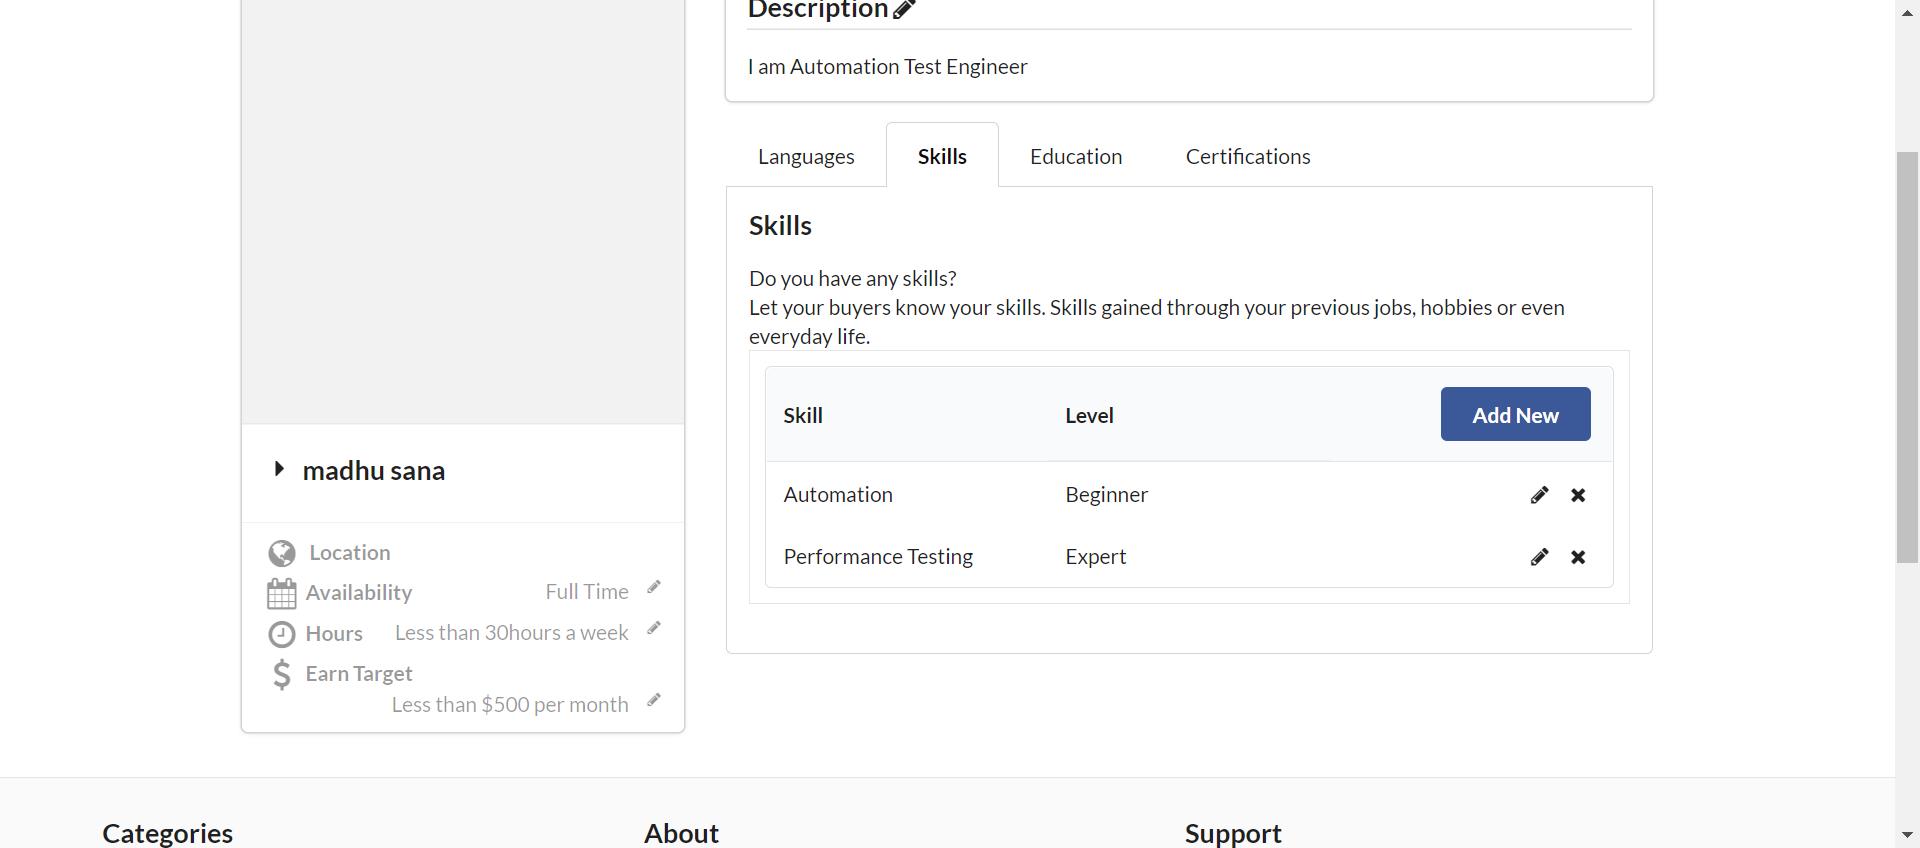 Description
I am Automation Test Engineer
Languages
Skills
Education
Certifications
Skills
Do you have any skills?
Let your buyers know your skills. Skills gained through your previous jobs, hobbies or even
everyday life.
Skill Level Add New
Automation Beginner
Performance Testing Expert
madhu sana
Location
Availability Full Time
Hours Less than 30hours a week
Earn Target
Less than $500 per month
Categories About Support